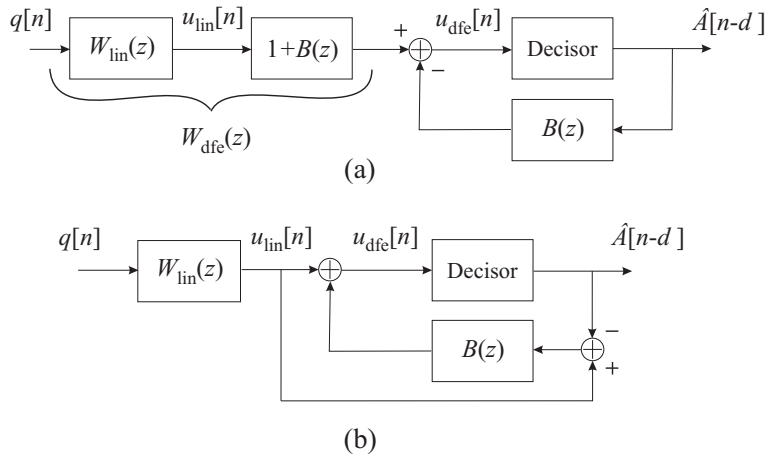 q[n]
u_lin[n]
+
u_dfe[n]
Â[n-d]
W_lin(z)
1+B(z)
Decisor
−
W_dfe(z)
B(z)
(a)
q[n]
u_lin[n]
u_dfe[n]
Â[n-d]
W_lin(z)
Decisor
−
B(z)
+
(b)